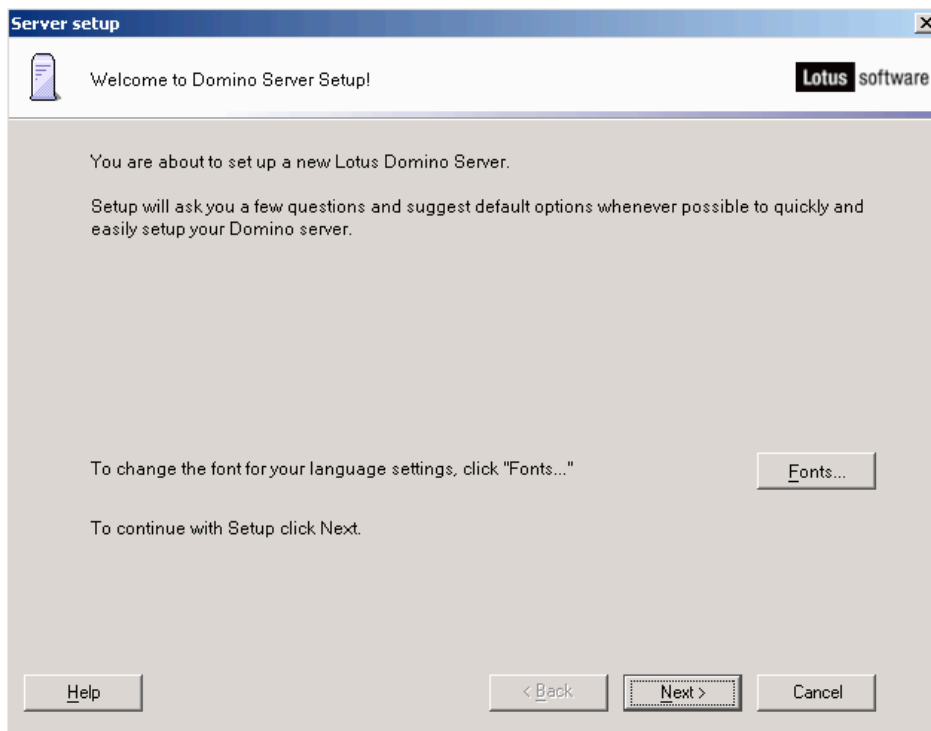 Server setup
Welcome to Domino Server Setup!
Lotus software
You are about to set up a new Lotus Domino Server.
Setup will ask you a few questions and suggest default options whenever possible to quickly and
easily setup your Domino server.
To change the font for your language settings, click "Fonts..."
Fonts...
To continue with Setup click Next.
Help
< Back
Next >
Cancel